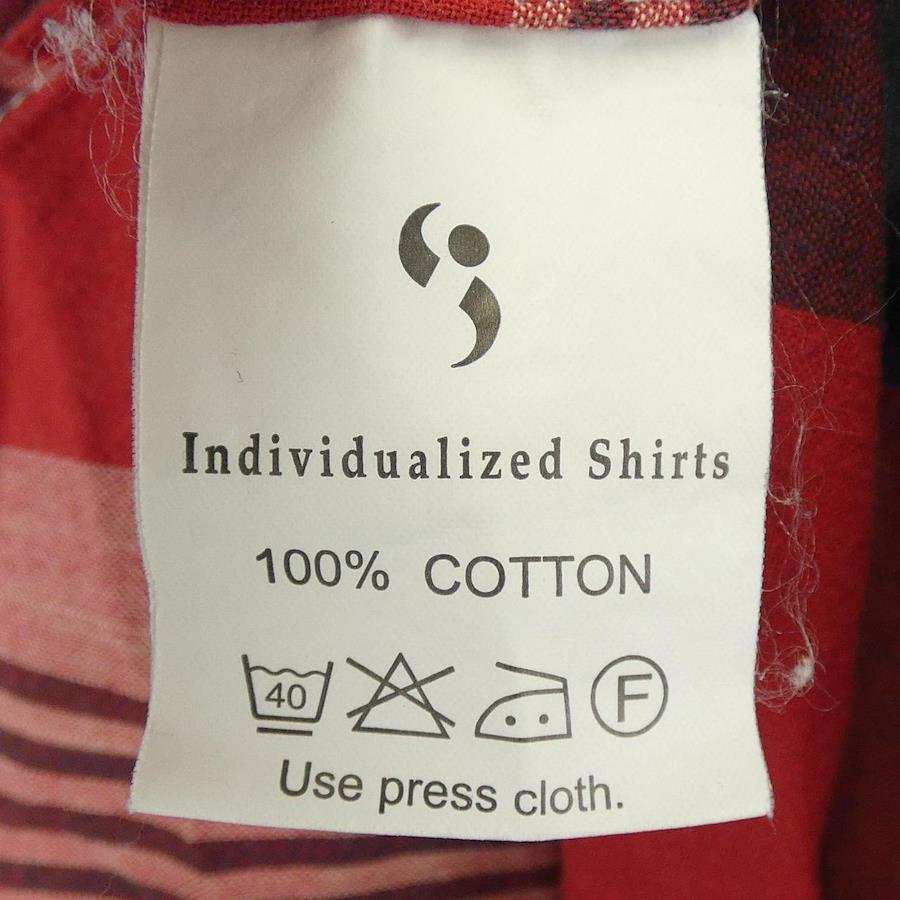 Individualized Shirts
100% COTTON
40 F
Use press cloth.